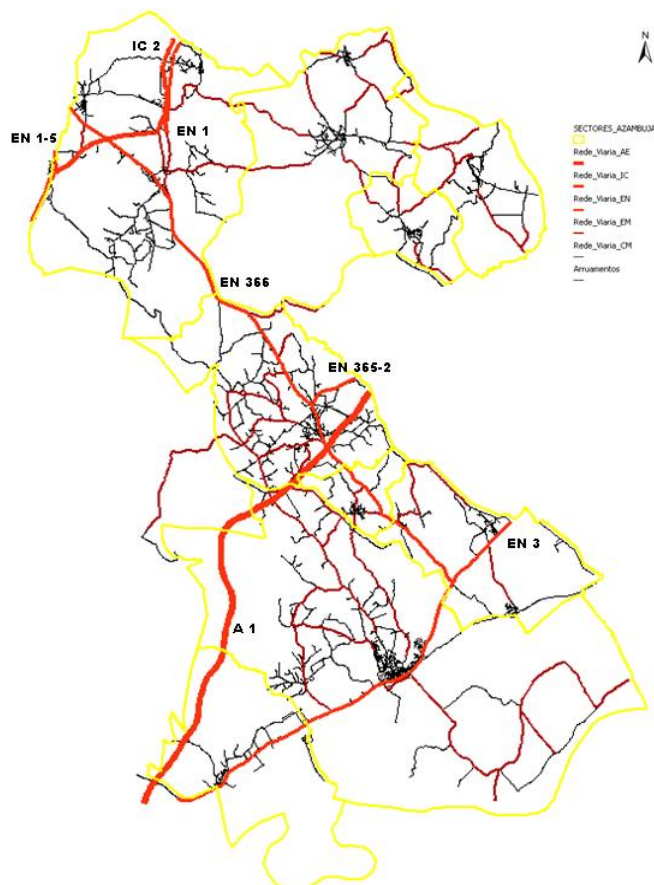 IC 2
N
EN 1-5
EN 1
SECTORES_AZAMBUJA
Rede_Viaria_AE
Rede_Viaria_IC
Rede_Viaria_EN
Rede_Viaria_EM
Rede_Viaria_CM
Arruamentos
EN 366
EN 365-2
EN 3
A 1